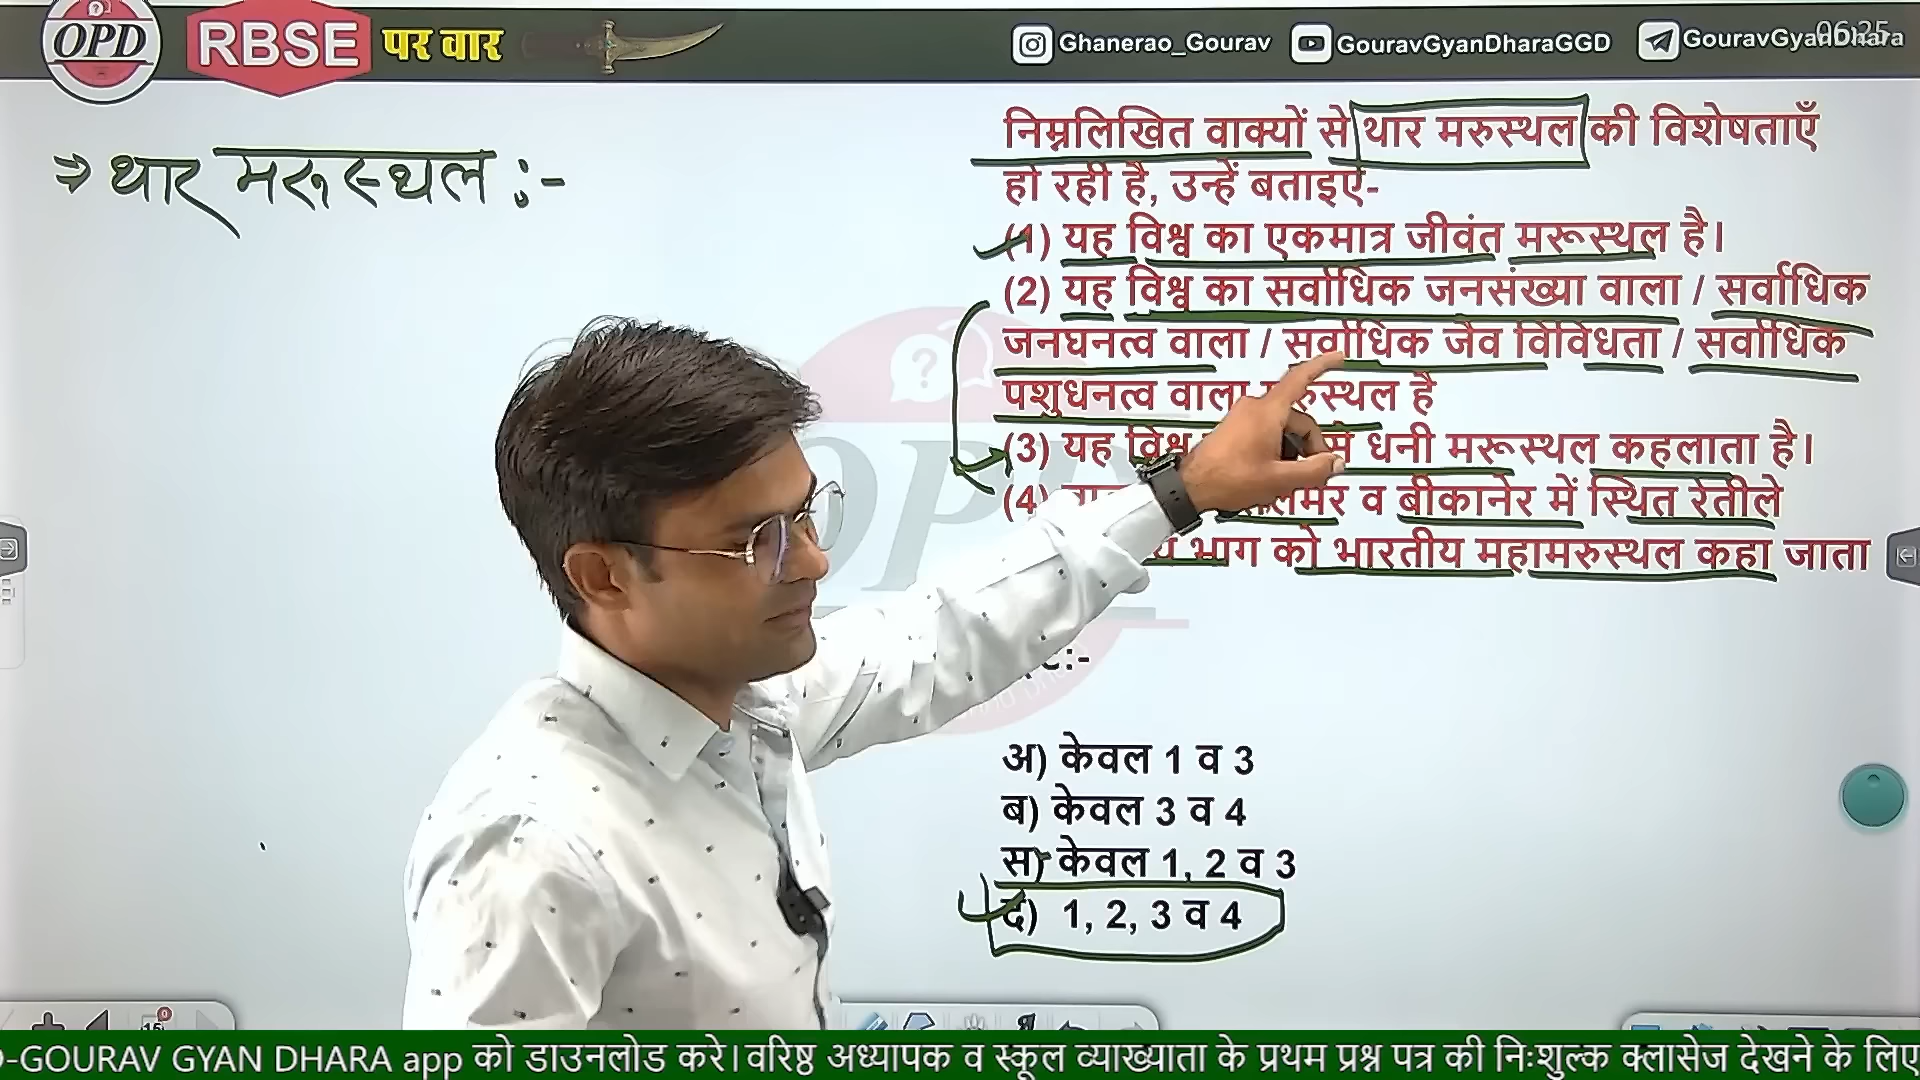 OPD
RBSE पर वार
Ghanerao_Gourav
GouravGyanDharaGGD
GouravGyanDhara
06:25
⇒ थार मरुस्थल :-
निम्नलिखित वाक्यों से थार मरुस्थल की विशेषताएँ
हो रही है, उन्हें बताइए-
(1) यह विश्व का एकमात्र जीवंत मरूस्थल है।
(2) यह विश्व का सर्वाधिक जनसंख्या वाला / सर्वाधिक
जनघनत्व वाला / सर्वाधिक जैव विविधता / सर्वाधिक
पशुधनत्व वाला मरुस्थल है
(3) यह विश्व से धनी मरूस्थल कहलाता है।
(4) व बीकानेर में स्थित रेतीले
भाग को भारतीय महामरुस्थल कहा जाता
अ) केवल 1 व 3
ब) केवल 3 व 4
स) केवल 1, 2 व 3
द) 1, 2, 3 व 4
-GOURAV GYAN DHARA app को डाउनलोड करे। वरिष्ठ अध्यापक व स्कूल व्याख्याता के प्रथम प्रश्न पत्र की निःशुल्क क्लासेज देखने के लिए